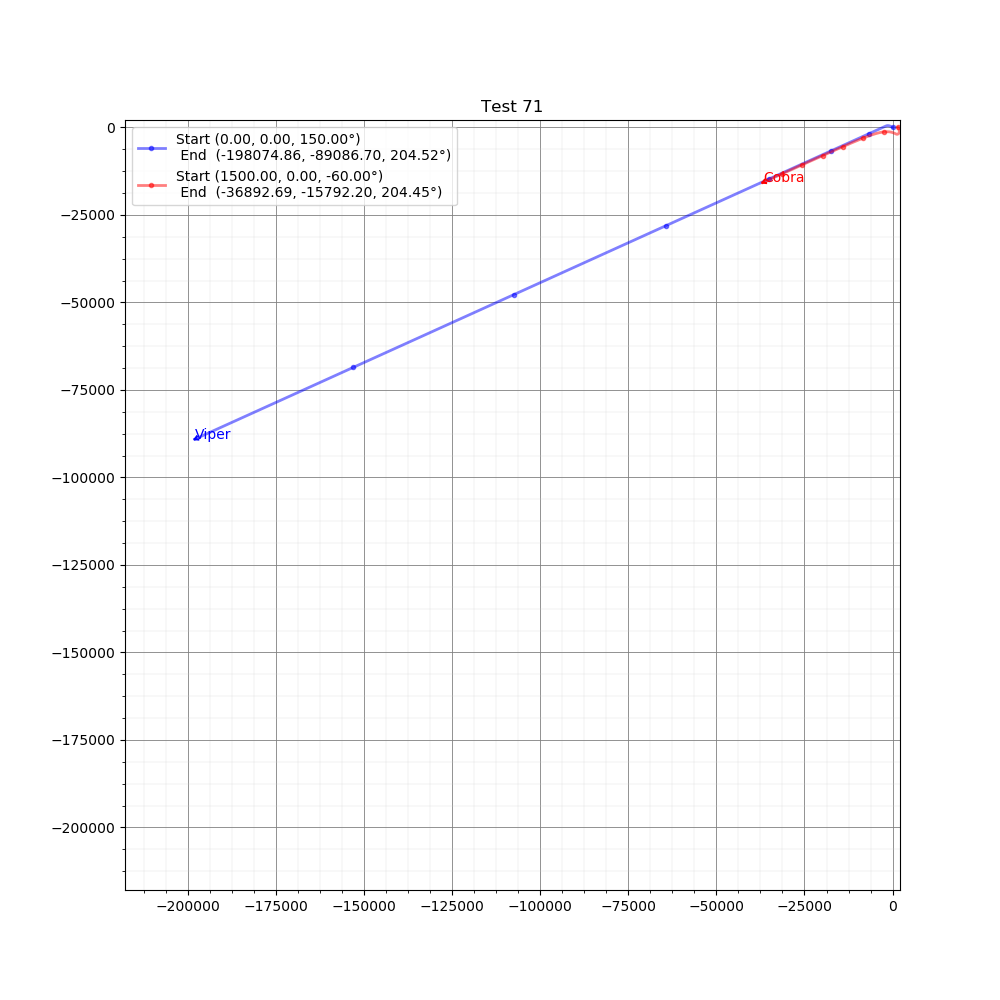 Test 71
Start (0.00, 0.00, 150.00°)
End (-198074.86, -89086.70, 204.52°)
Start (1500.00, 0.00, -60.00°)
End (-36892.69, -15792.20, 204.45°)
0
Cobra
−25000
−50000
−75000
Viper
−100000
−125000
−150000
−175000
−200000
−200000 −175000 −150000 −125000 −100000 −75000 −50000 −25000 0